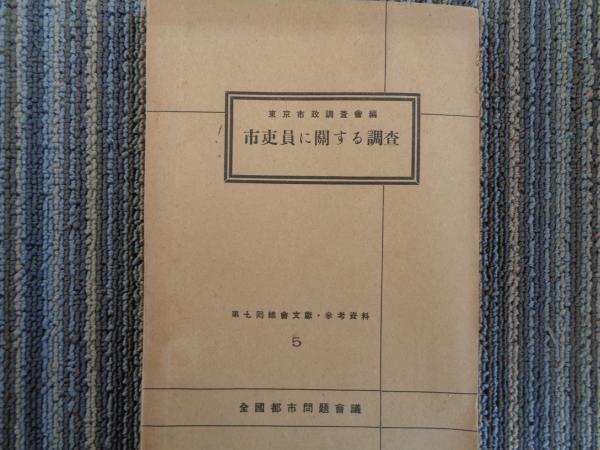 東京市政調査會編
市吏員に關する調査
第七囘總會文獻・參考資料
5
全國都市問題會議